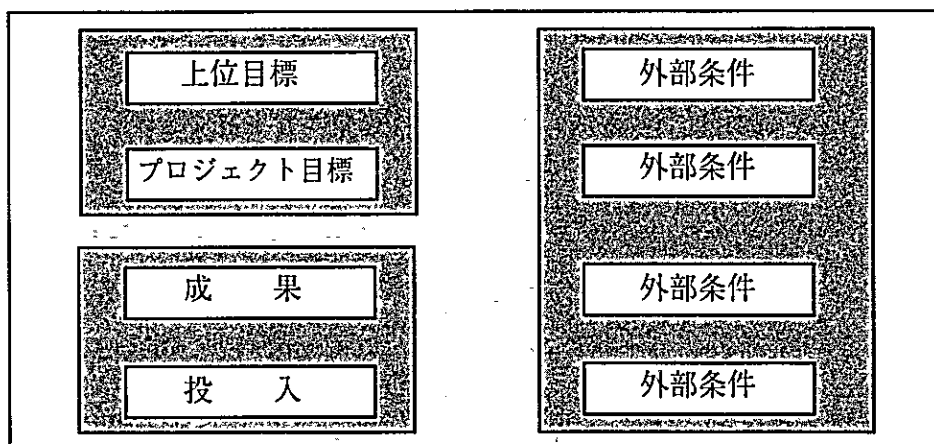 上位目標
プロジェクト目標
成　果
投　入
外部条件
外部条件
外部条件
外部条件